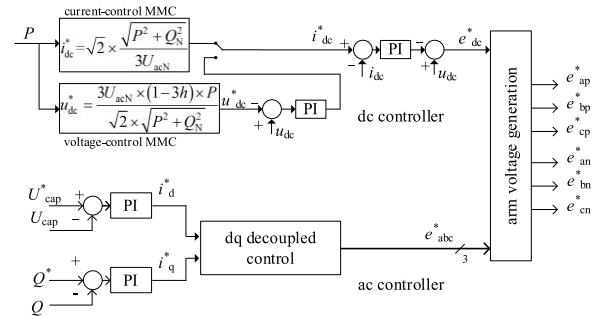 current-control MMC
P
i*dc = √2 × √(P² + Q²N) / 3UacN
i*dc
+
−
idc
PI
−
+
udc
e*dc
u*dc = 3UacN × (1−3h) × P / √2 × √(P² + Q²N)
voltage-control MMC
u*dc
−
+
udc
PI
dc controller
arm voltage generation
e*ap
e*bp
e*cp
e*an
e*bn
e*cn
U*cap
+
Ucap
−
PI
i*d
Q*
+
Q
-
PI
i*q
dq decoupled
control
e*abc
3
ac controller